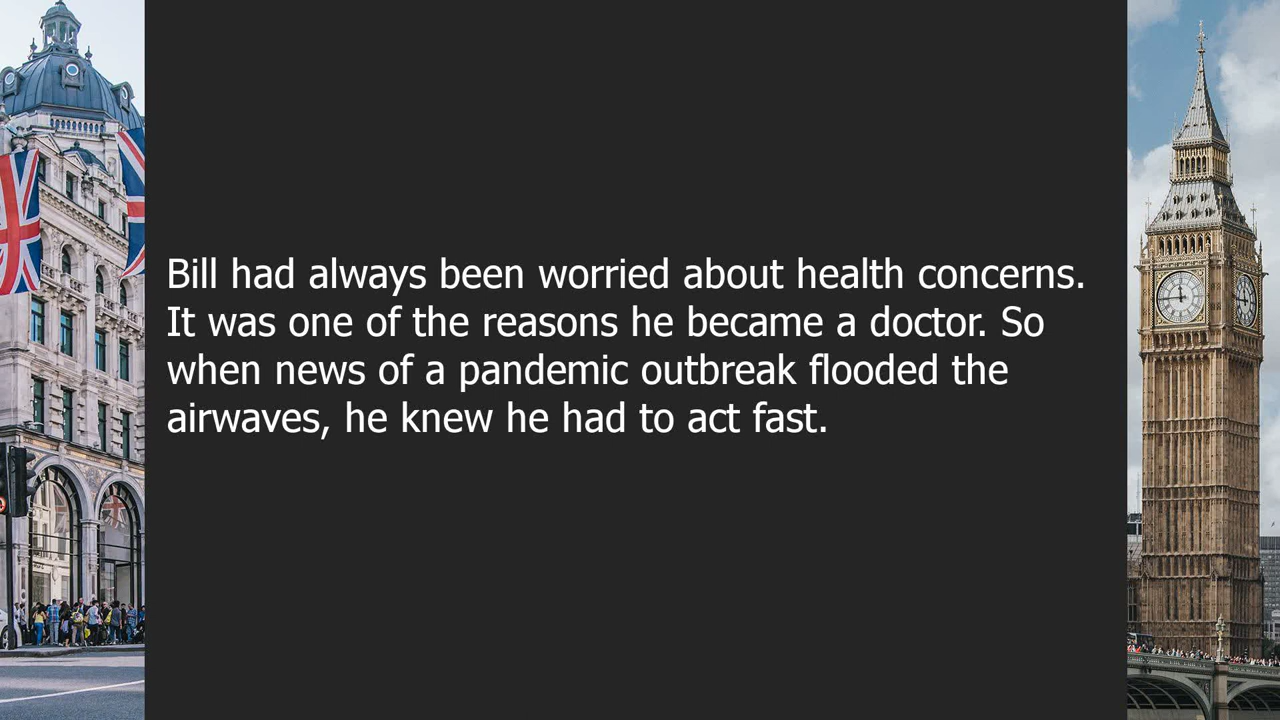 Bill had always been worried about health concerns.
It was one of the reasons he became a doctor. So
when news of a pandemic outbreak flooded the
airwaves, he knew he had to act fast.